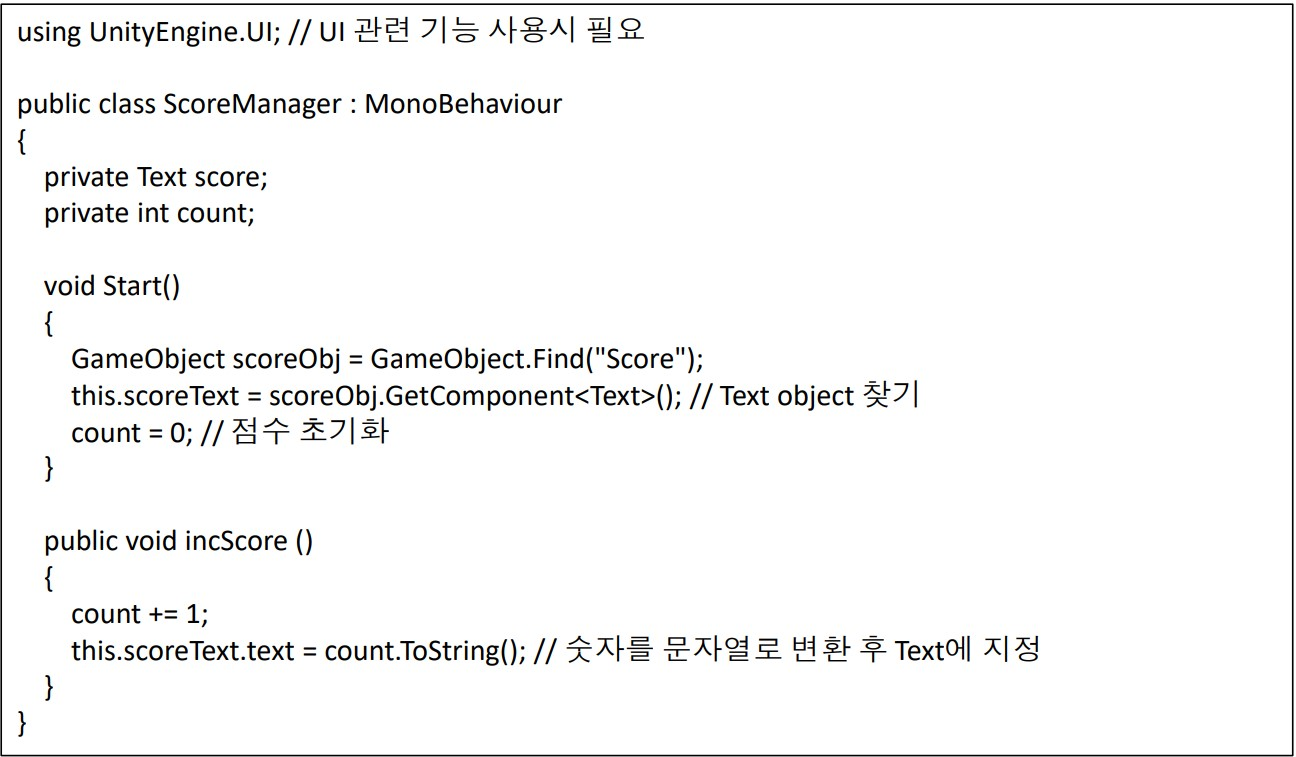 using UnityEngine.UI; // UI 관련 기능 사용시 필요
public class ScoreManager : MonoBehaviour
{
private Text score;
private int count;
void Start()
{
GameObject scoreObj = GameObject.Find("Score");
this.scoreText = scoreObj.GetComponent<Text>(); // Text object 찾기
count = 0; // 점수 초기화
}
public void incScore ()
{
count += 1;
this.scoreText.text = count.ToString(); // 숫자를 문자열로 변환 후 Text에 지정
}
}